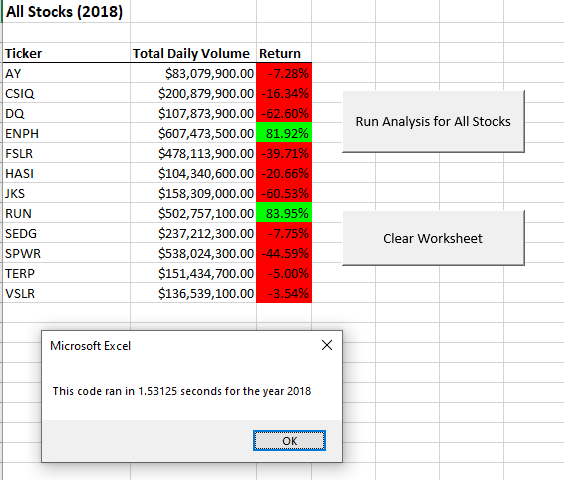 All Stocks (2018)
Ticker Total Daily Volume Return
AY $83,079,900.00 -7.28%
CSIQ $200,879,900.00 -16.34%
DQ $107,873,900.00 -62.60%
ENPH $607,473,500.00 81.92%
FSLR $478,113,900.00 -39.71%
HASI $104,340,600.00 -20.66%
JKS $158,309,000.00 -60.53%
RUN $502,757,100.00 83.95%
SEDG $237,212,300.00 -7.75%
SPWR $538,024,300.00 -44.59%
TERP $151,434,700.00 -5.00%
VSLR $136,539,100.00 -3.54%
Run Analysis for All Stocks
Clear Worksheet
Microsoft Excel
This code ran in 1.53125 seconds for the year 2018
OK